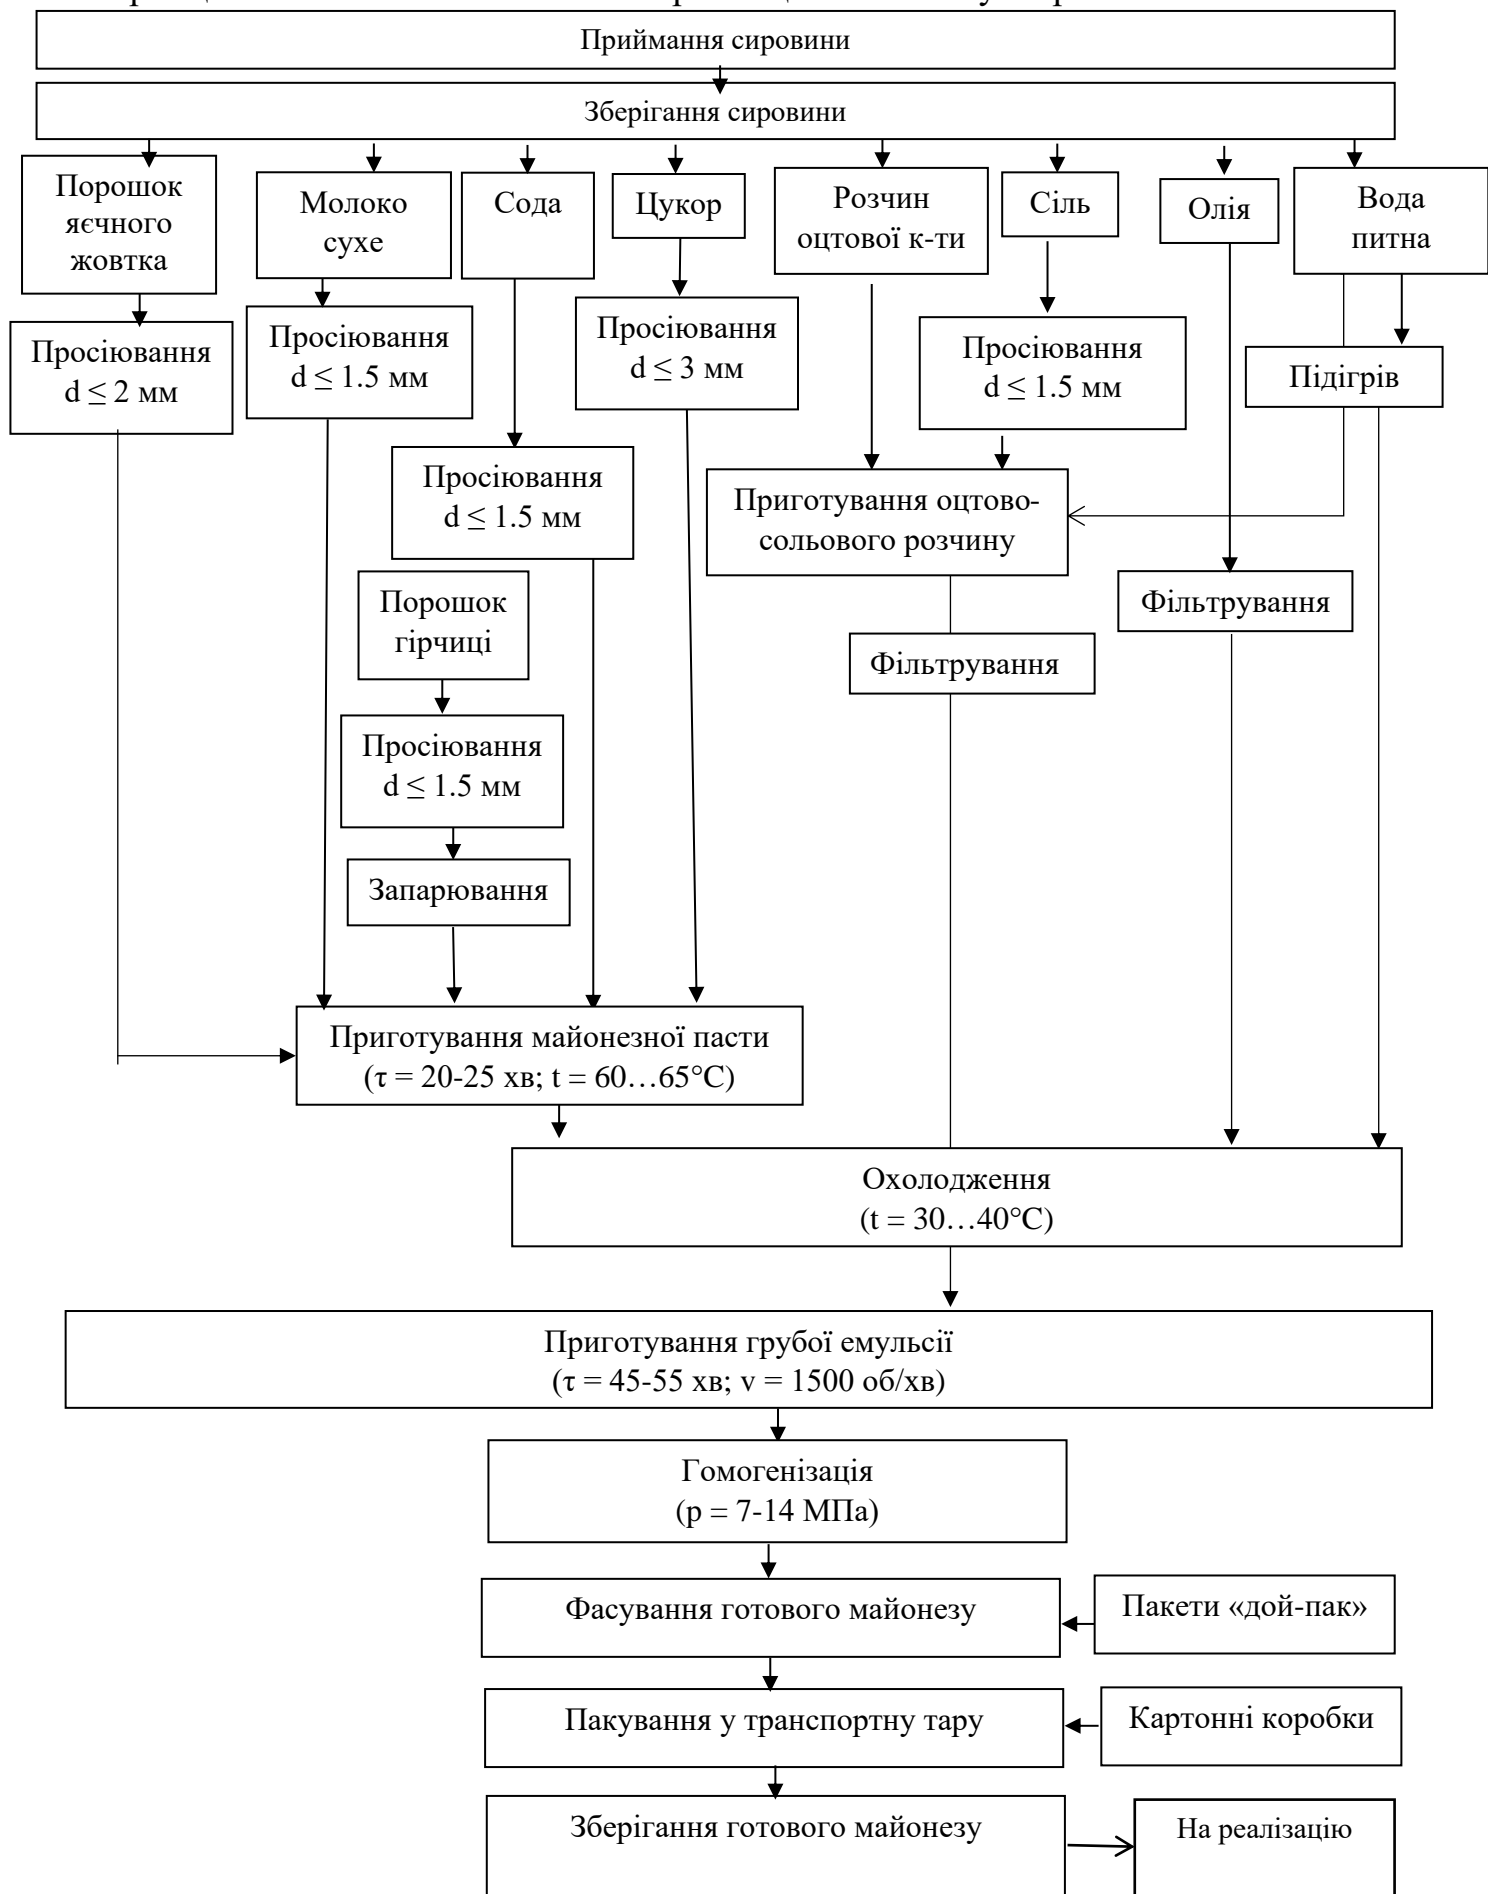 Приймання сировини
Зберігання сировини
Порошок
яєчного
жовтка
Молоко
сухе
Сода
Цукор
Розчин
оцтової к-ти
Сіль
Олія
Вода
питна
Просіювання
d ≤ 2 мм
Просіювання
d ≤ 1.5 мм
Просіювання
d ≤ 3 мм
Просіювання
d ≤ 1.5 мм
Підігрів
Просіювання
d ≤ 1.5 мм
Приготування оцтово-
сольового розчину
Порошок
гірчиці
Фільтрування
Фільтрування
Просіювання
d ≤ 1.5 мм
Запарювання
Приготування майонезної пасти
(τ = 20-25 хв; t = 60…65°C)
Охолодження
(t = 30…40°C)
Приготування грубої емульсії
(τ = 45-55 хв; v = 1500 об/хв)
Гомогенізація
(p = 7-14 МПа)
Фасування готового майонезу
Пакети «дой-пак»
Пакування у транспортну тару
Картонні коробки
Зберігання готового майонезу
На реалізацію